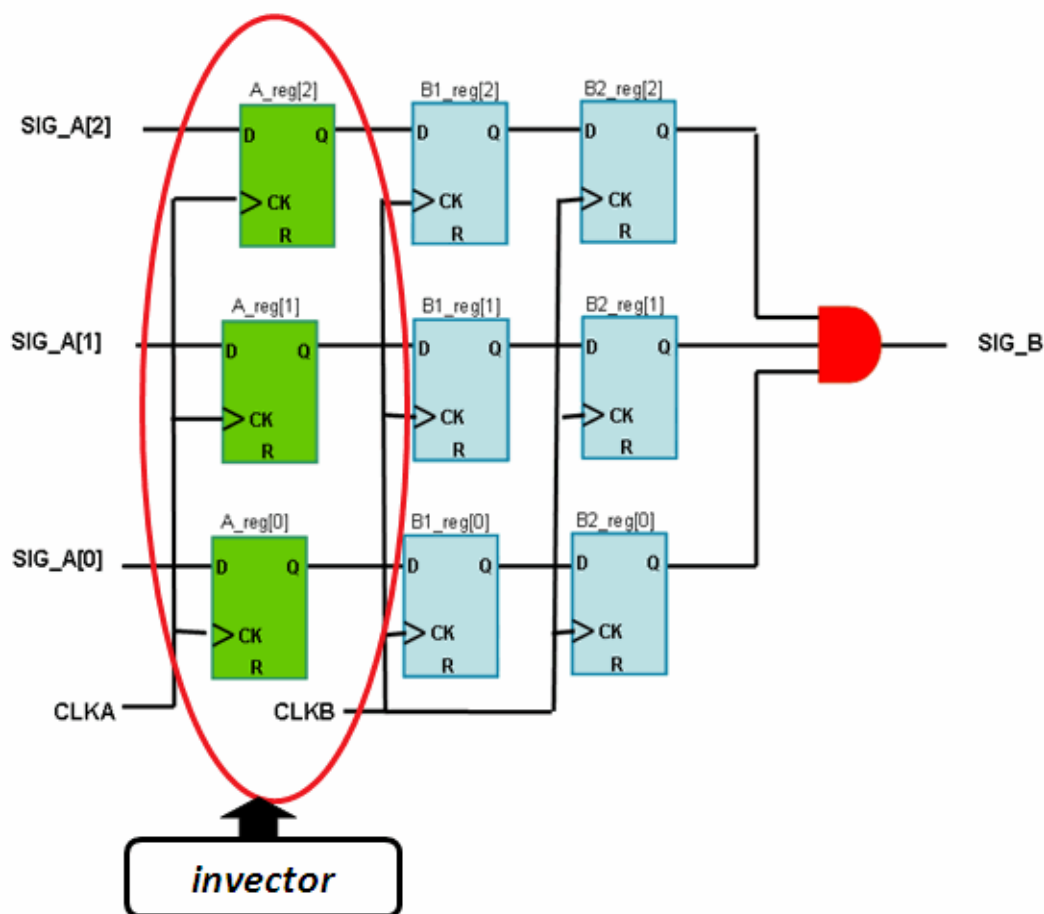 A_reg[2] B1_reg[2] B2_reg[2]
SIG_A[2] D Q D Q D Q
CK CK CK
R R R
A_reg[1] B1_reg[1] B2_reg[1]
SIG_A[1] D Q D Q D Q SIG_B
CK CK CK
R R R
A_reg[0] B1_reg[0] B2_reg[0]
SIG_A[0] D Q D Q D Q
CK CK CK
R R R
CLKA CLKB
invector